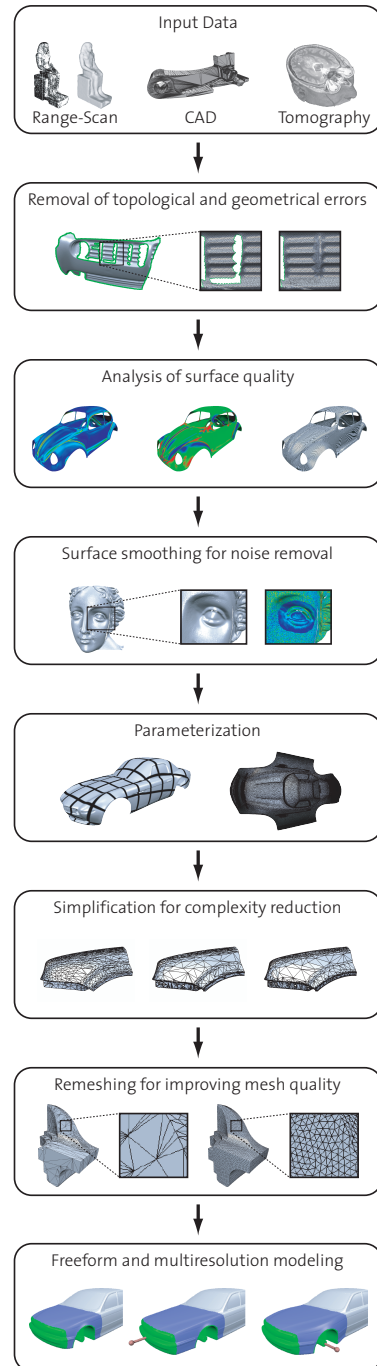 Input Data
Range-Scan CAD Tomography
Removal of topological and geometrical errors
Analysis of surface quality
Surface smoothing for noise removal
Parameterization
Simplification for complexity reduction
Remeshing for improving mesh quality
Freeform and multiresolution modeling